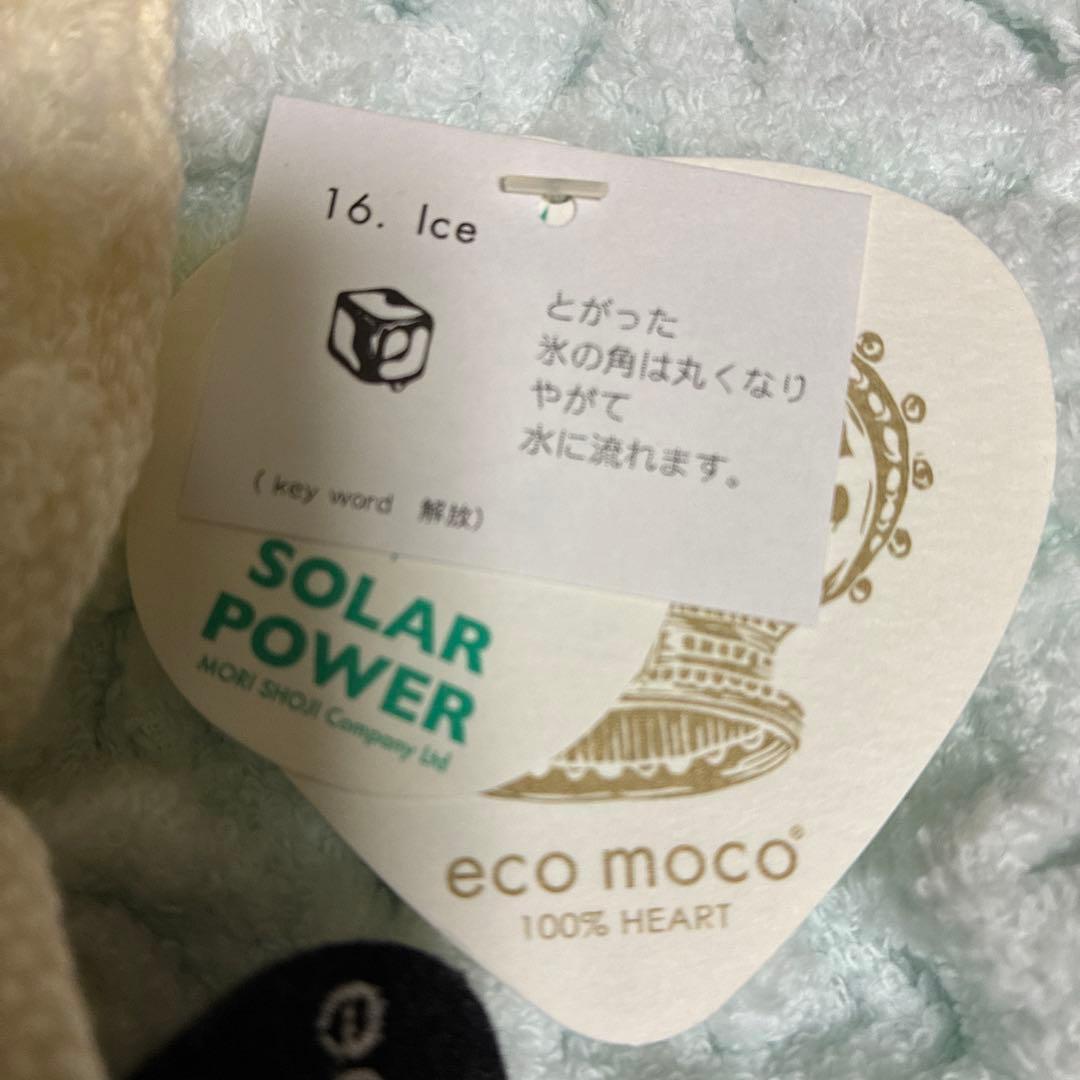 16. Ice
とがった
氷の角は丸くなり
やがて
水に流れます。
( key word 解放)
SOLAR
POWER
MORI SHOJI Company Ltd
eco moco®
100% HEART